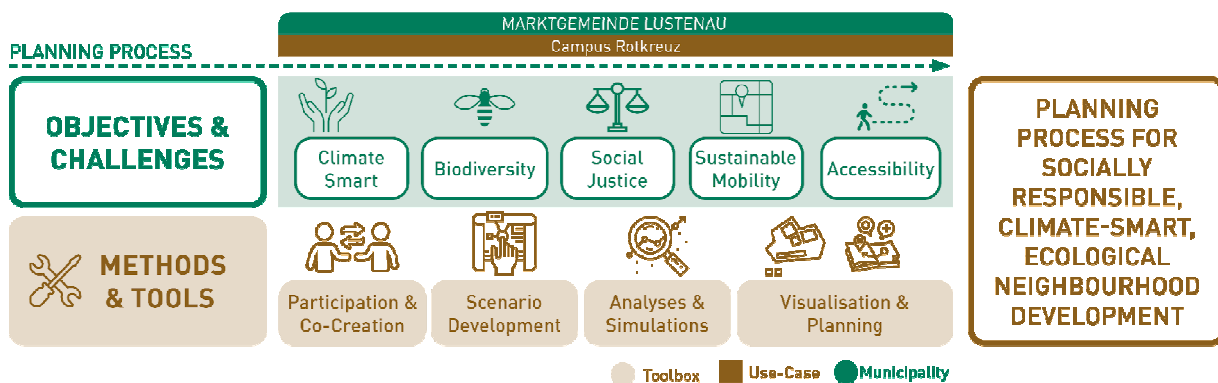 MARKTGEMEINDE LUSTENAU
Campus Rotkreuz
PLANNING PROCESS
OBJECTIVES &
CHALLENGES
Climate
Smart
Biodiversity
Social
Justice
Sustainable
Mobility
Accessibility
METHODS
& TOOLS
Participation &
Co-Creation
Scenario
Development
Analyses &
Simulations
Visualisation &
Planning
PLANNING
PROCESS FOR
SOCIALLY
RESPONSIBLE,
CLIMATE-SMART,
ECOLOGICAL
NEIGHBOURHOOD
DEVELOPMENT
Toolbox
Use-Case
Municipality